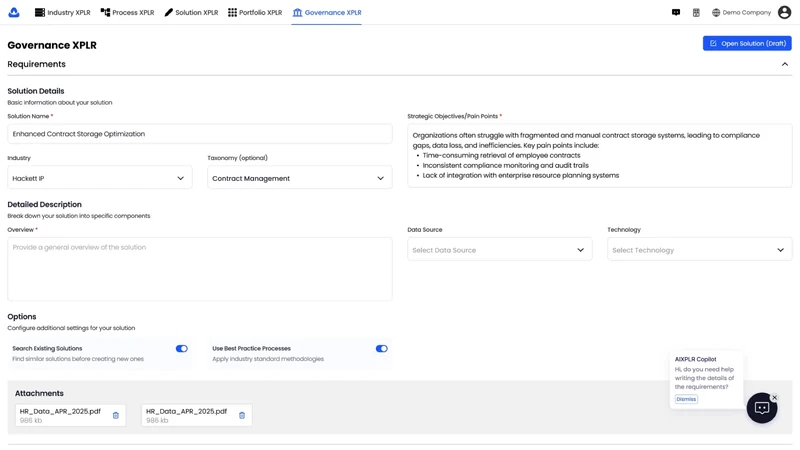 Industry XPLR
Process XPLR
Solution XPLR
Portfolio XPLR
Governance XPLR
Demo Company
Governance XPLR
Open Solution (Draft)
Requirements
Solution Details
Basic information about your solution
Solution Name *
Enhanced Contract Storage Optimization
Strategic Objectives/Pain Points *
Organizations often struggle with fragmented and manual contract storage systems, leading to compliance
gaps, data loss, and inefficiencies. Key pain points include:
• Time-consuming retrieval of employee contracts
• Inconsistent compliance monitoring and audit trails
• Lack of integration with enterprise resource planning systems
Industry
Hackett IP
Taxonomy (optional)
Contract Management
Detailed Description
Break down your solution into specific components
Overview *
Provide a general overview of the solution
Data Source
Select Data Source
Technology
Select Technology
Options
Configure additional settings for your solution
Search Existing Solutions
Find similar solutions before creating new ones
Use Best Practice Processes
Apply industry standard methodologies
Attachments
HR_Data_APR_2025.pdf
986 kb
HR_Data_APR_2025.pdf
986 kb
AIXPLR Copilot
Hi, do you need help
writing the details of
the requirements?
Dismiss